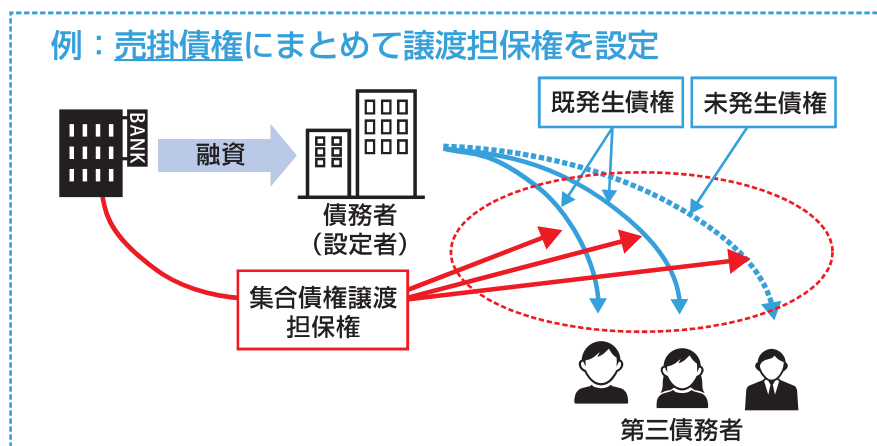 例：売掛債権にまとめて譲渡担保権を設定
既発生債権
未発生債権
BANK
融資
債務者
（設定者）
集合債権譲渡
担保権
第三債務者